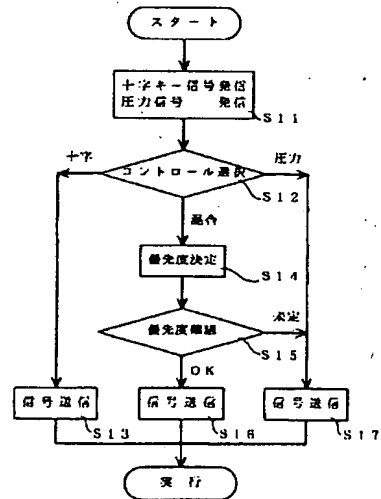 スタート
十字キー信号発信
圧力信号 発信
S11
十字
コントロール選択
圧力
S12
混合
優先度決定
S14
優先度確認
未定
S15
OK
信号送信
S13
信号送信
S16
信号送信
S17
実行